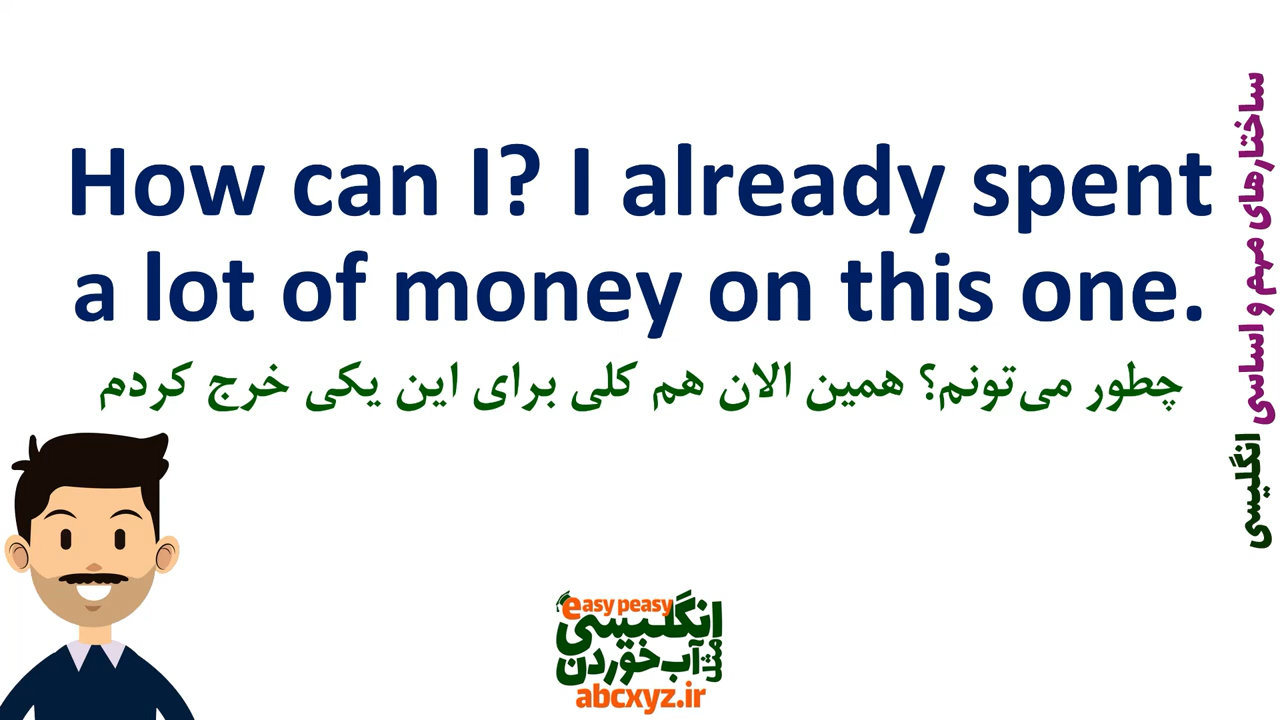 How can I? I already spent
a lot of money on this one.
چطور می‌تونم؟ همین الان هم کلی برای این یکی خرج کردم
ساختارهای مهم و اساسی انگلیسی
easy peasy
انگلیسی
مثل آب خوردن
abcxyz.ir